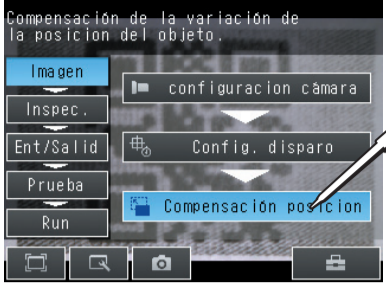 Compensación de la variación de
la posicion del objeto.
Imagen
Inspec.
Ent/Salid
Prueba
Run
configuracion cămara
Config. disparo
Compensación posicion